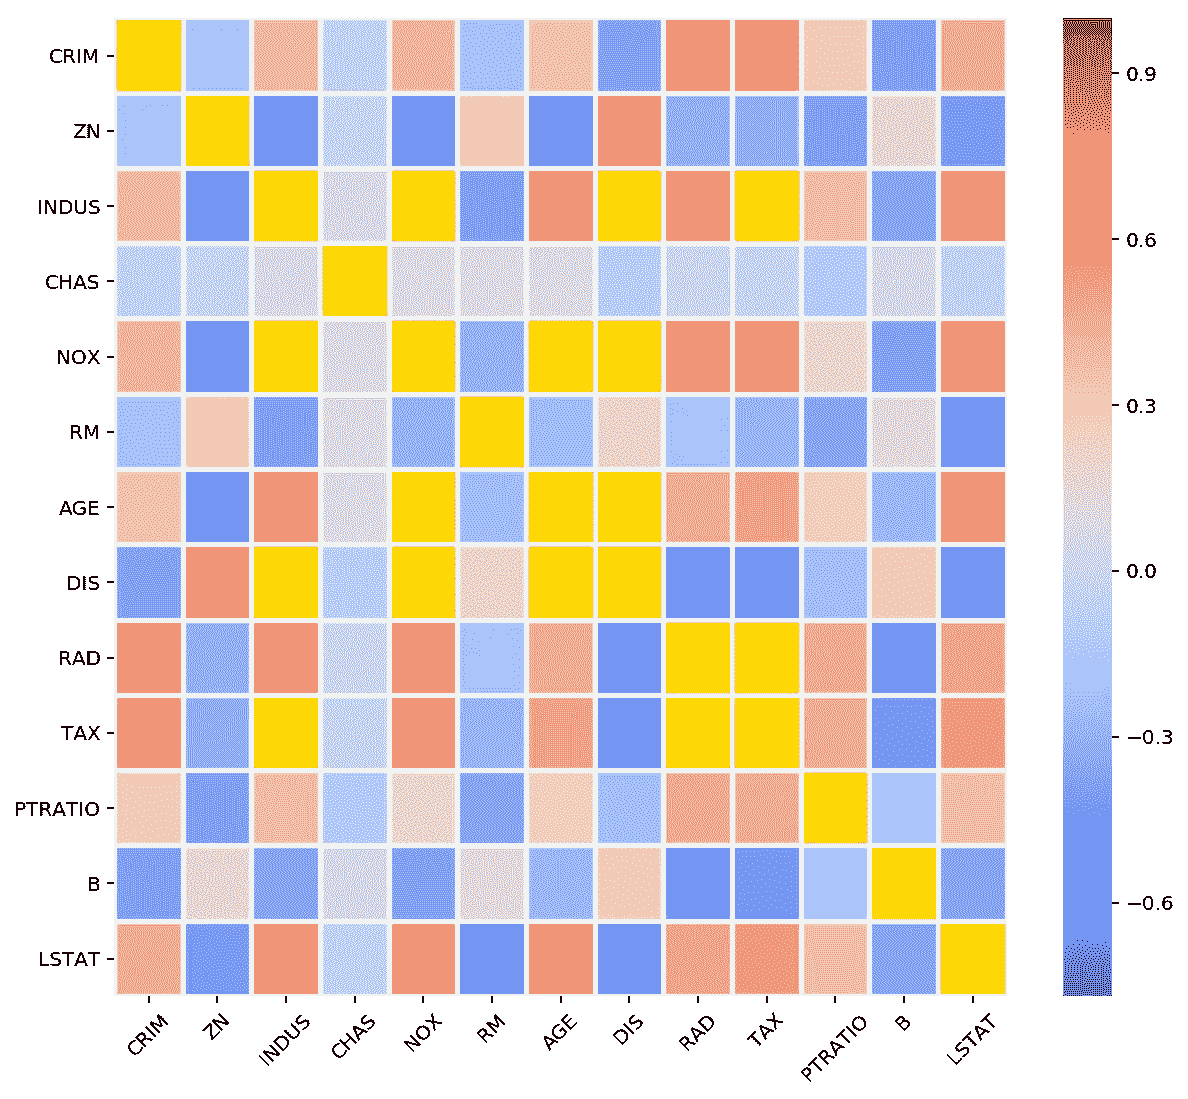 CRIM
ZN
INDUS
CHAS
NOX
RM
AGE
DIS
RAD
TAX
PTRATIO
B
LSTAT
CRIM ZN INDUS CHAS NOX RM AGE DIS RAD TAX PTRATIO B LSTAT
0.9
0.6
0.3
0.0
−0.3
−0.6